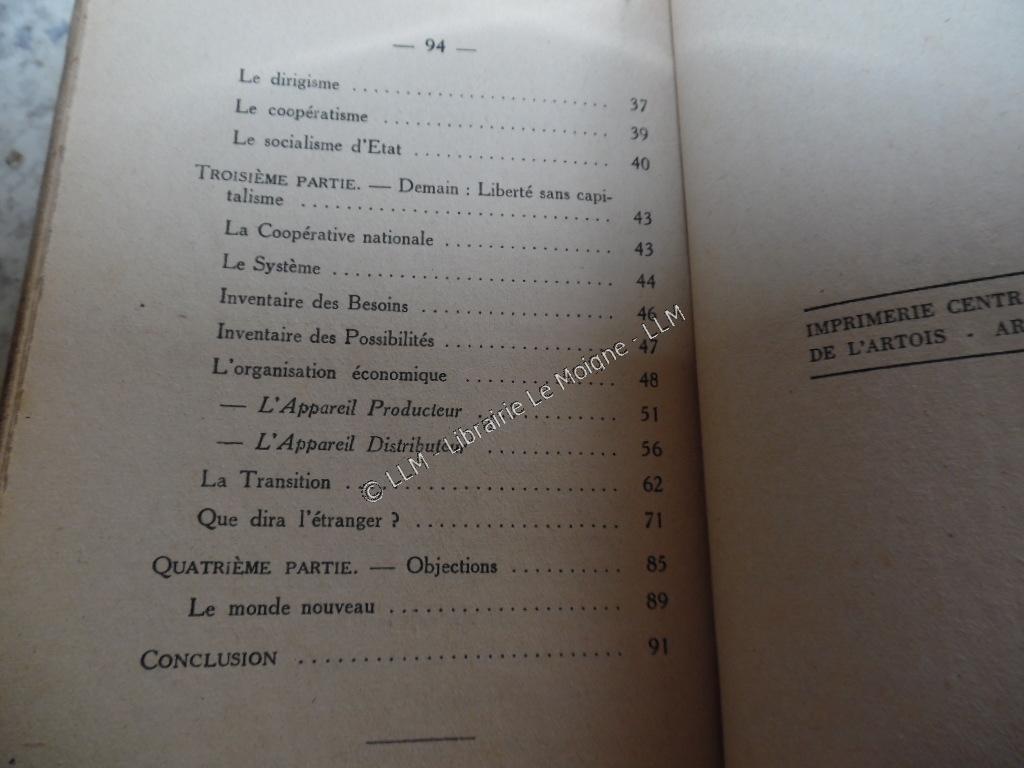 — 94 —
Le dirigisme .......................... 37
Le coopératisme ....................... 39
Le socialisme d'Etat .................... 40
TROISIÈME PARTIE. — Demain : Liberté sans capi-
talisme ................................ 43
La Coopérative nationale ................. 43
Le Système ............................. 44
Inventaire des Besoins .................... 46
Inventaire des Possibilités ................. 47
L'organisation économique ............... 48
— L'Appareil Producteur .............. 51
— L'Appareil Distributeur ............. 56
La Transition ........................... 62
Que dira l'étranger ? .................... 71
QUATRIÈME PARTIE. — Objections .......... 85
Le monde nouveau ...................... 89
CONCLUSION ............................ 91
© LLM - Librairie Le Moigne - LLM
IMPRIMERIE CENTRA
DE L'ARTOIS - AR